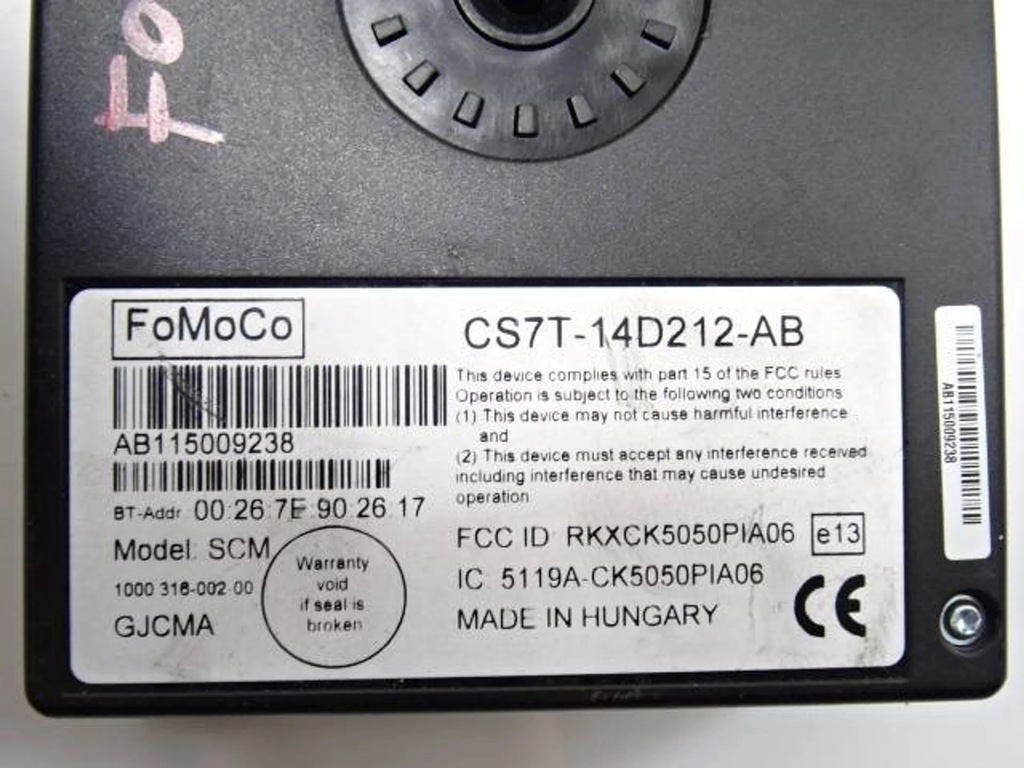 FO
FoMoCo
CS7T-14D212-AB
AB115009238
BT-Addr: 00:26:7E:90:26:17
Model: SCM
1000 318-002-00
GJCMA
Warranty
void
if seal is
broken
This device complies with part 15 of the FCC rules
Operation is subject to the following two conditions
(1) This device may not cause harmful interference
and
(2) This device must accept any interference received
including interference that may cause undesired
operation
FCC ID: RKXCK5050PIA06 e13
IC: 5119A-CK5050PIA06
MADE IN HUNGARY CE
AB115009238